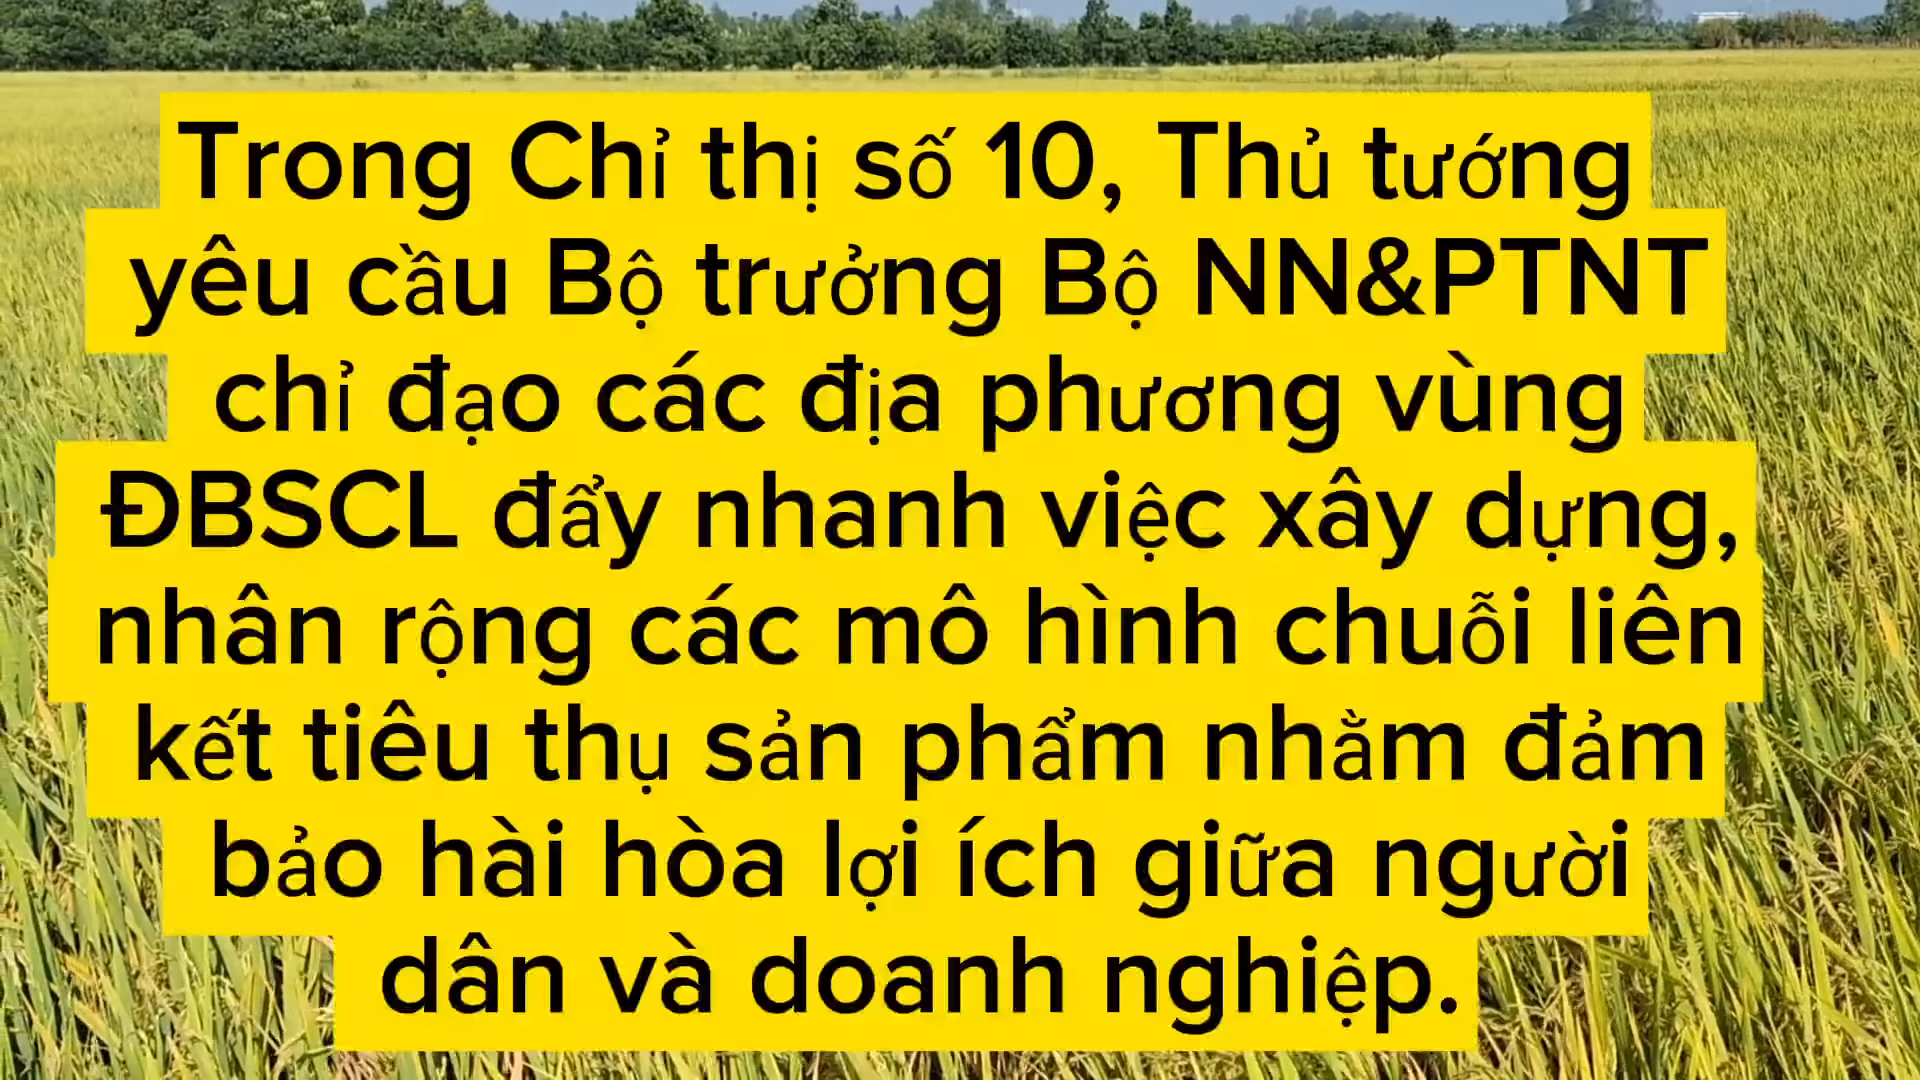 Trong Chỉ thị số 10, Thủ tướng
yêu cầu Bộ trưởng Bộ NN&PTNT
chỉ đạo các địa phương vùng
ĐBSCL đẩy nhanh việc xây dựng,
nhân rộng các mô hình chuỗi liên
kết tiêu thụ sản phẩm nhằm đảm
bảo hài hòa lợi ích giữa người
dân và doanh nghiệp.